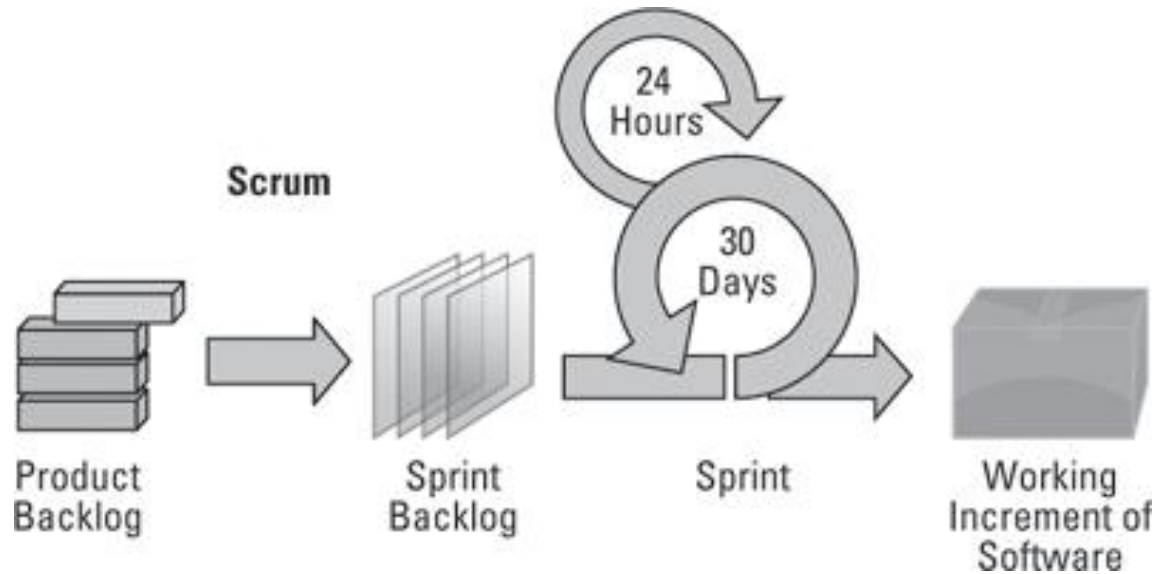 24
Hours
Scrum
30
Days
Product
Backlog
Sprint
Backlog
Sprint
Working
Increment of
Software